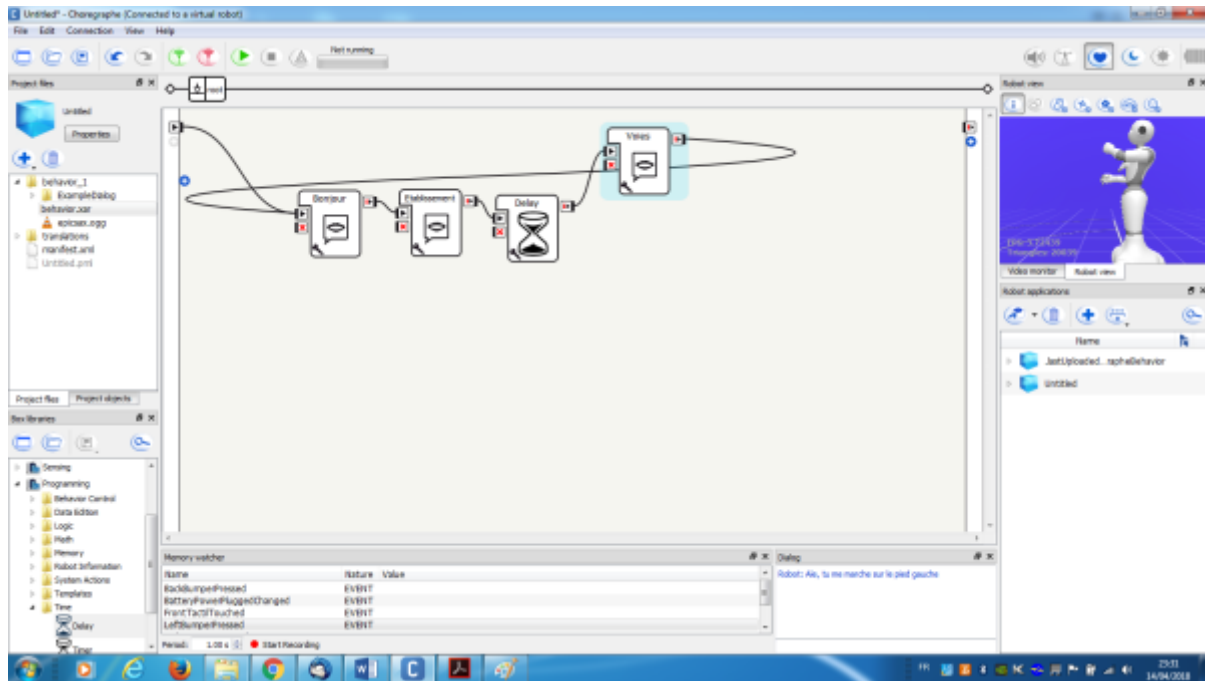 Untitled* - Choregraphe (Connected to a virtual robot)
File Edit Connection View Help
Not running
Project files
root
Robot view
Untitled
Properties
behavior_1
ExampleDialog
behavior.xar
epicsax.ogg
translations
manifest.xml
Untitled.pml
Bonjour
Etablissement
Delay
Voies
Video monitor
Robot view
Robot applications
Name
.lastUploaded...rapheBehavior
Untitled
Project files
Project objects
Box libraries
Sensing
Programming
Behavior Control
Data Edition
Logic
Math
Memory
Robot Information
System Actions
Templates
Time
Delay
Timer
Memory watcher
Name Nature Value
BackBumperPressed EVENT
BatteryPowerPluggedChanged EVENT
FrontTactilTouched EVENT
LeftBumperPressed EVENT
Period: 1.00 s Start Recording
Dialog
Robot: Aïe, tu me marche sur le pied gauche
FR
23:31
14/04/2018